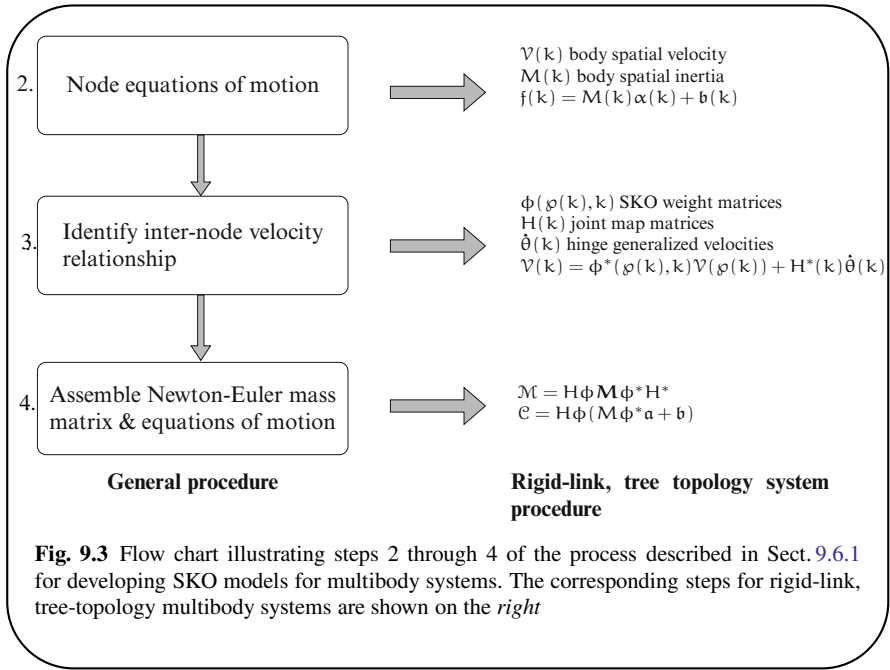 2. Node equations of motion
𝒱(k) body spatial velocity
M(k) body spatial inertia
𝔣(k) = M(k)α(k) + 𝔟(k)
3. Identify inter-node velocity
relationship
ϕ(℘(k), k) SKO weight matrices
H(k) joint map matrices
θ̇(k) hinge generalized velocities
𝒱(k) = ϕ*(℘(k), k)𝒱(℘(k)) + H*(k)θ̇(k)
4. Assemble Newton-Euler mass
matrix & equations of motion
ℳ = HϕMϕ*H*
𝒞 = Hϕ(Mϕ*𝔞 + 𝔟)
General procedure
Rigid-link, tree topology system
procedure
Fig. 9.3 Flow chart illustrating steps 2 through 4 of the process described in Sect. 9.6.1
for developing SKO models for multibody systems. The corresponding steps for rigid-link,
tree-topology multibody systems are shown on the right